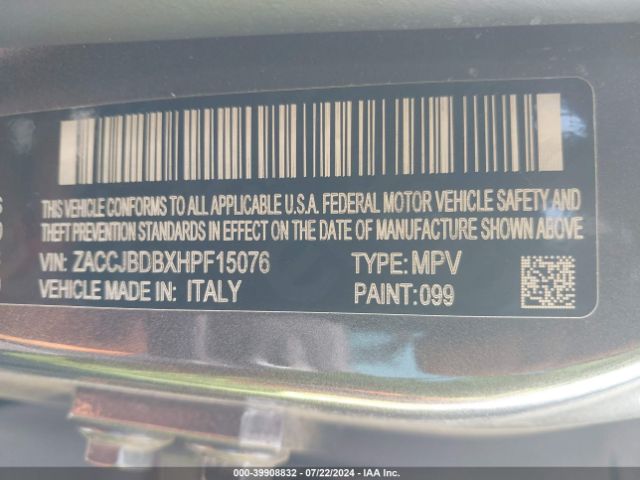 THIS VEHICLE CONFORMS TO ALL APPLICABLE U.S.A. FEDERAL MOTOR VEHICLE SAFETY AND
THEFT PREVENTION STANDARDS IN EFFECT ON THE DATE OF MANUFACTURE SHOWN ABOVE
VIN: ZACCJBDBXHPF15076 TYPE: MPV
VEHICLE MADE IN: ITALY PAINT: 099
000-39908832 - 07/22/2024 - IAA Inc.